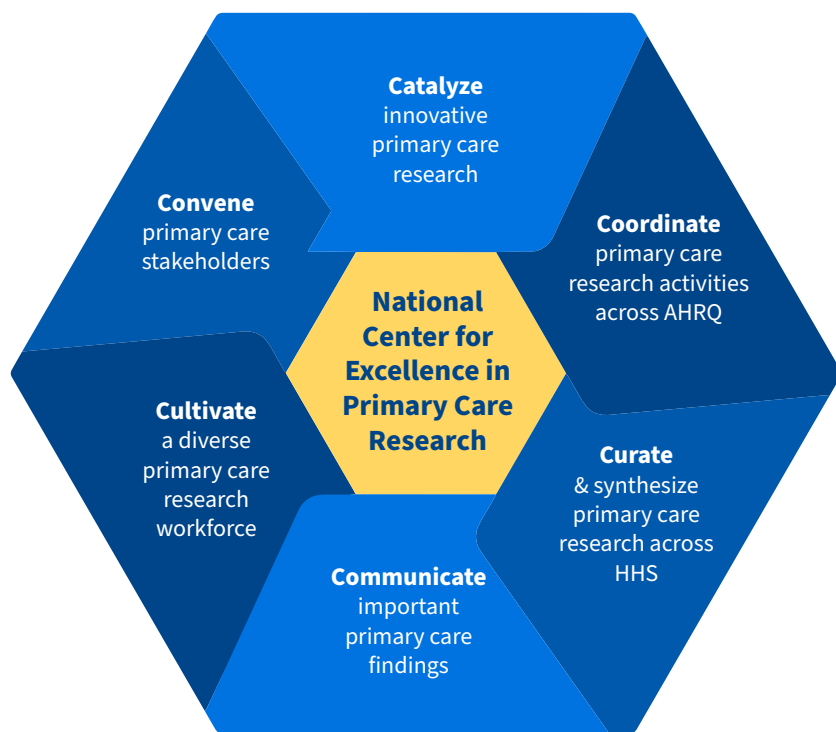 Catalyze
innovative
primary care
research
Coordinate
primary care
research activities
across AHRQ
Curate
& synthesize
primary care
research across
HHS
Communicate
important
primary care
findings
Cultivate
a diverse
primary care
research
workforce
Convene
primary care
stakeholders
National
Center for
Excellence in
Primary Care
Research